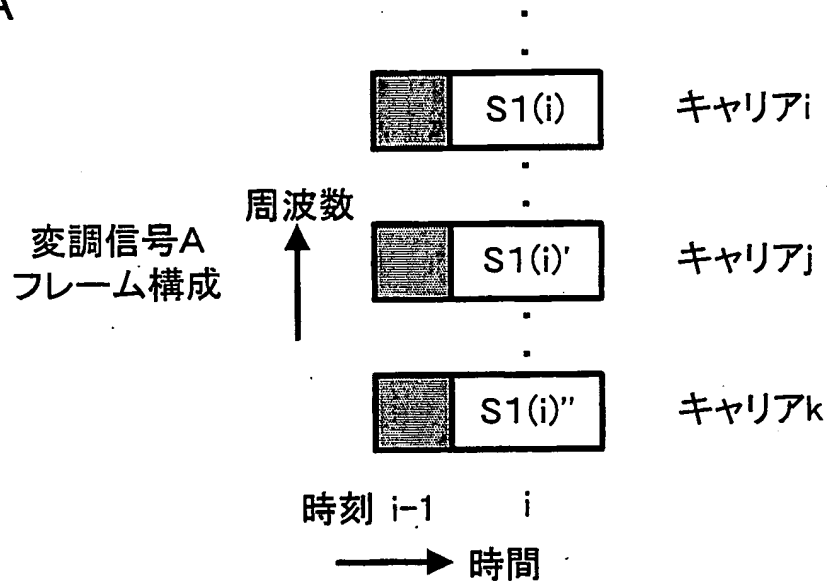 A
S1(i) キャリアi
周波数
変調信号A
フレーム構成
S1(i)' キャリアj
S1(i)'' キャリアk
時刻 i-1 i
時間